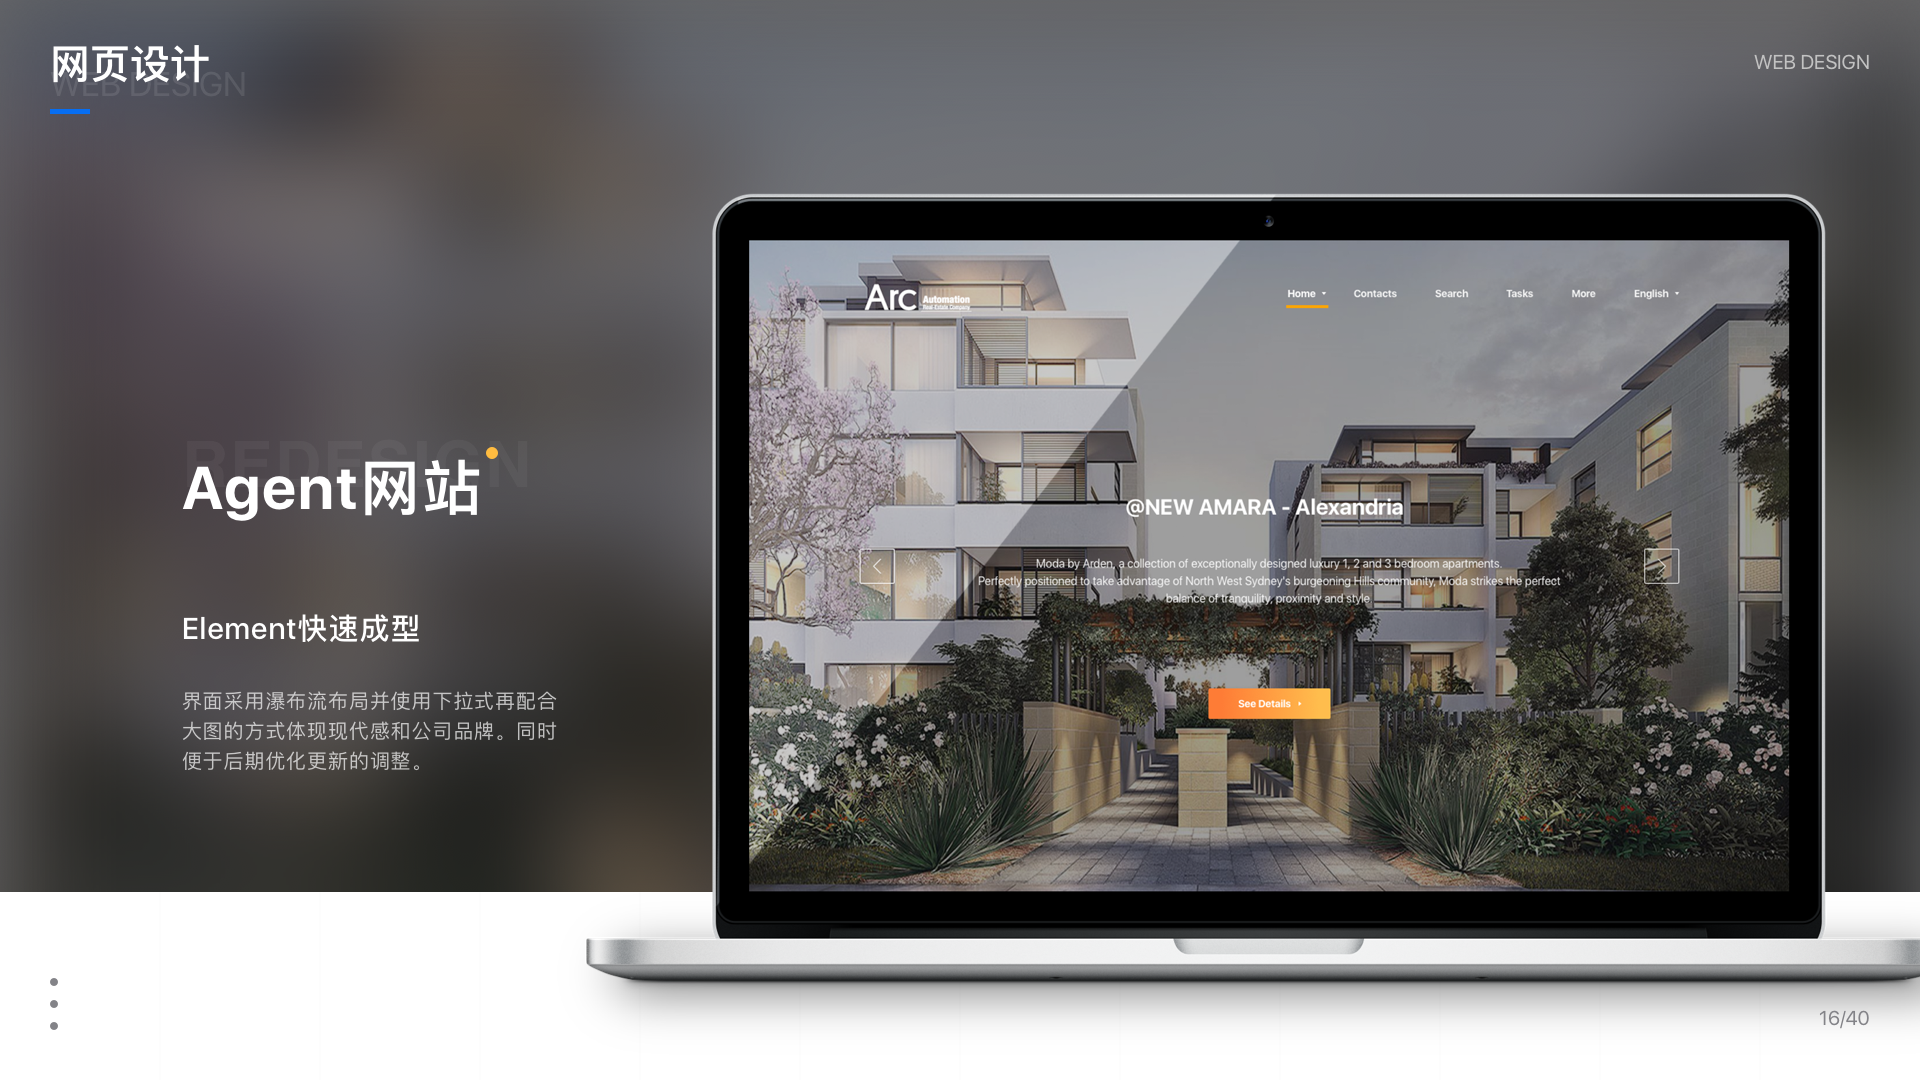 网页设计
WEB DESIGN
WEB DESIGN
Arc Automation
Real Estate Company
Home
Contacts
Search
Tasks
More
English
REDESIGN
Agent网站
@NEW AMARA - Alexandria
Moda by Arden, a collection of exceptionally designed luxury 1, 2 and 3 bedroom apartments.
Perfectly positioned to take advantage of North West Sydney's burgeoning Hills community, Moda strikes the perfect
balance of tranquility, proximity and style.
See Details
Element快速成型
界面采用瀑布流布局并使用下拉式再配合
大图的方式体现现代感和公司品牌。同时
便于后期优化更新的调整。
16/40